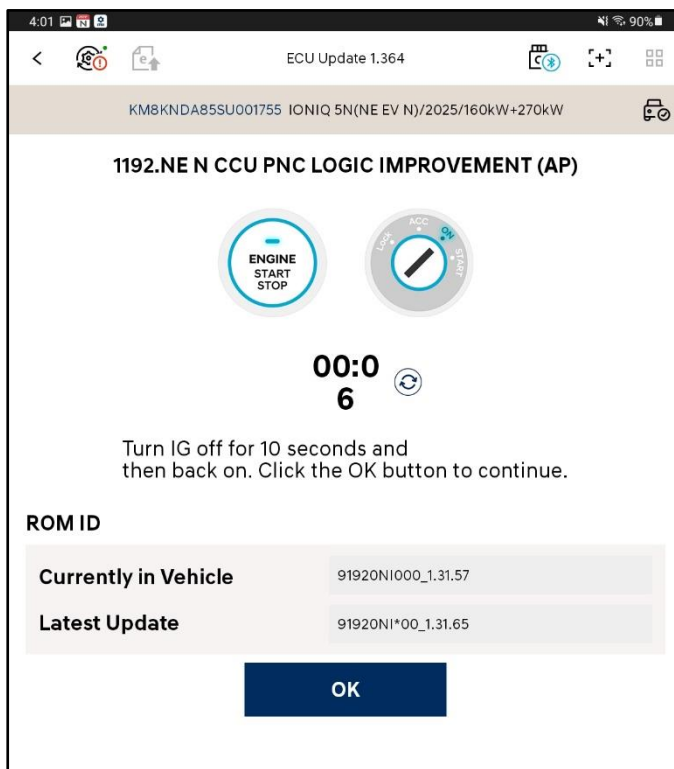 4:01 90%
ECU Update 1.364
KM8KNDA85SU001755 IONIQ 5N(NE EV N)/2025/160kW+270kW
1192.NE N CCU PNC LOGIC IMPROVEMENT (AP)
ENGINE
START
STOP
Lock ACC ON START
00:0
6
Turn IG off for 10 seconds and
then back on. Click the OK button to continue.
ROM ID
Currently in Vehicle 91920NI000_1.31.57
Latest Update 91920NI*00_1.31.65
OK